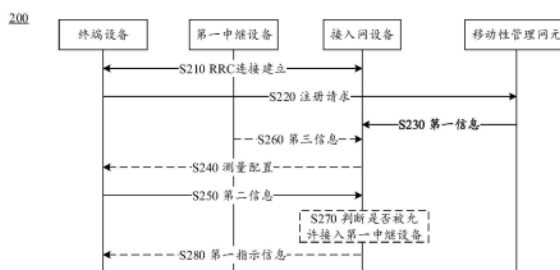 200
终端设备
第一中继设备
接入网设备
移动性管理网元
S210 RRC连接建立
S220 注册请求
S230 第一信息
S260 第三信息
S240 测量配置
S250 第二信息
S270 判断是否被允
许接入第一中继设备
S280 第一指示信息